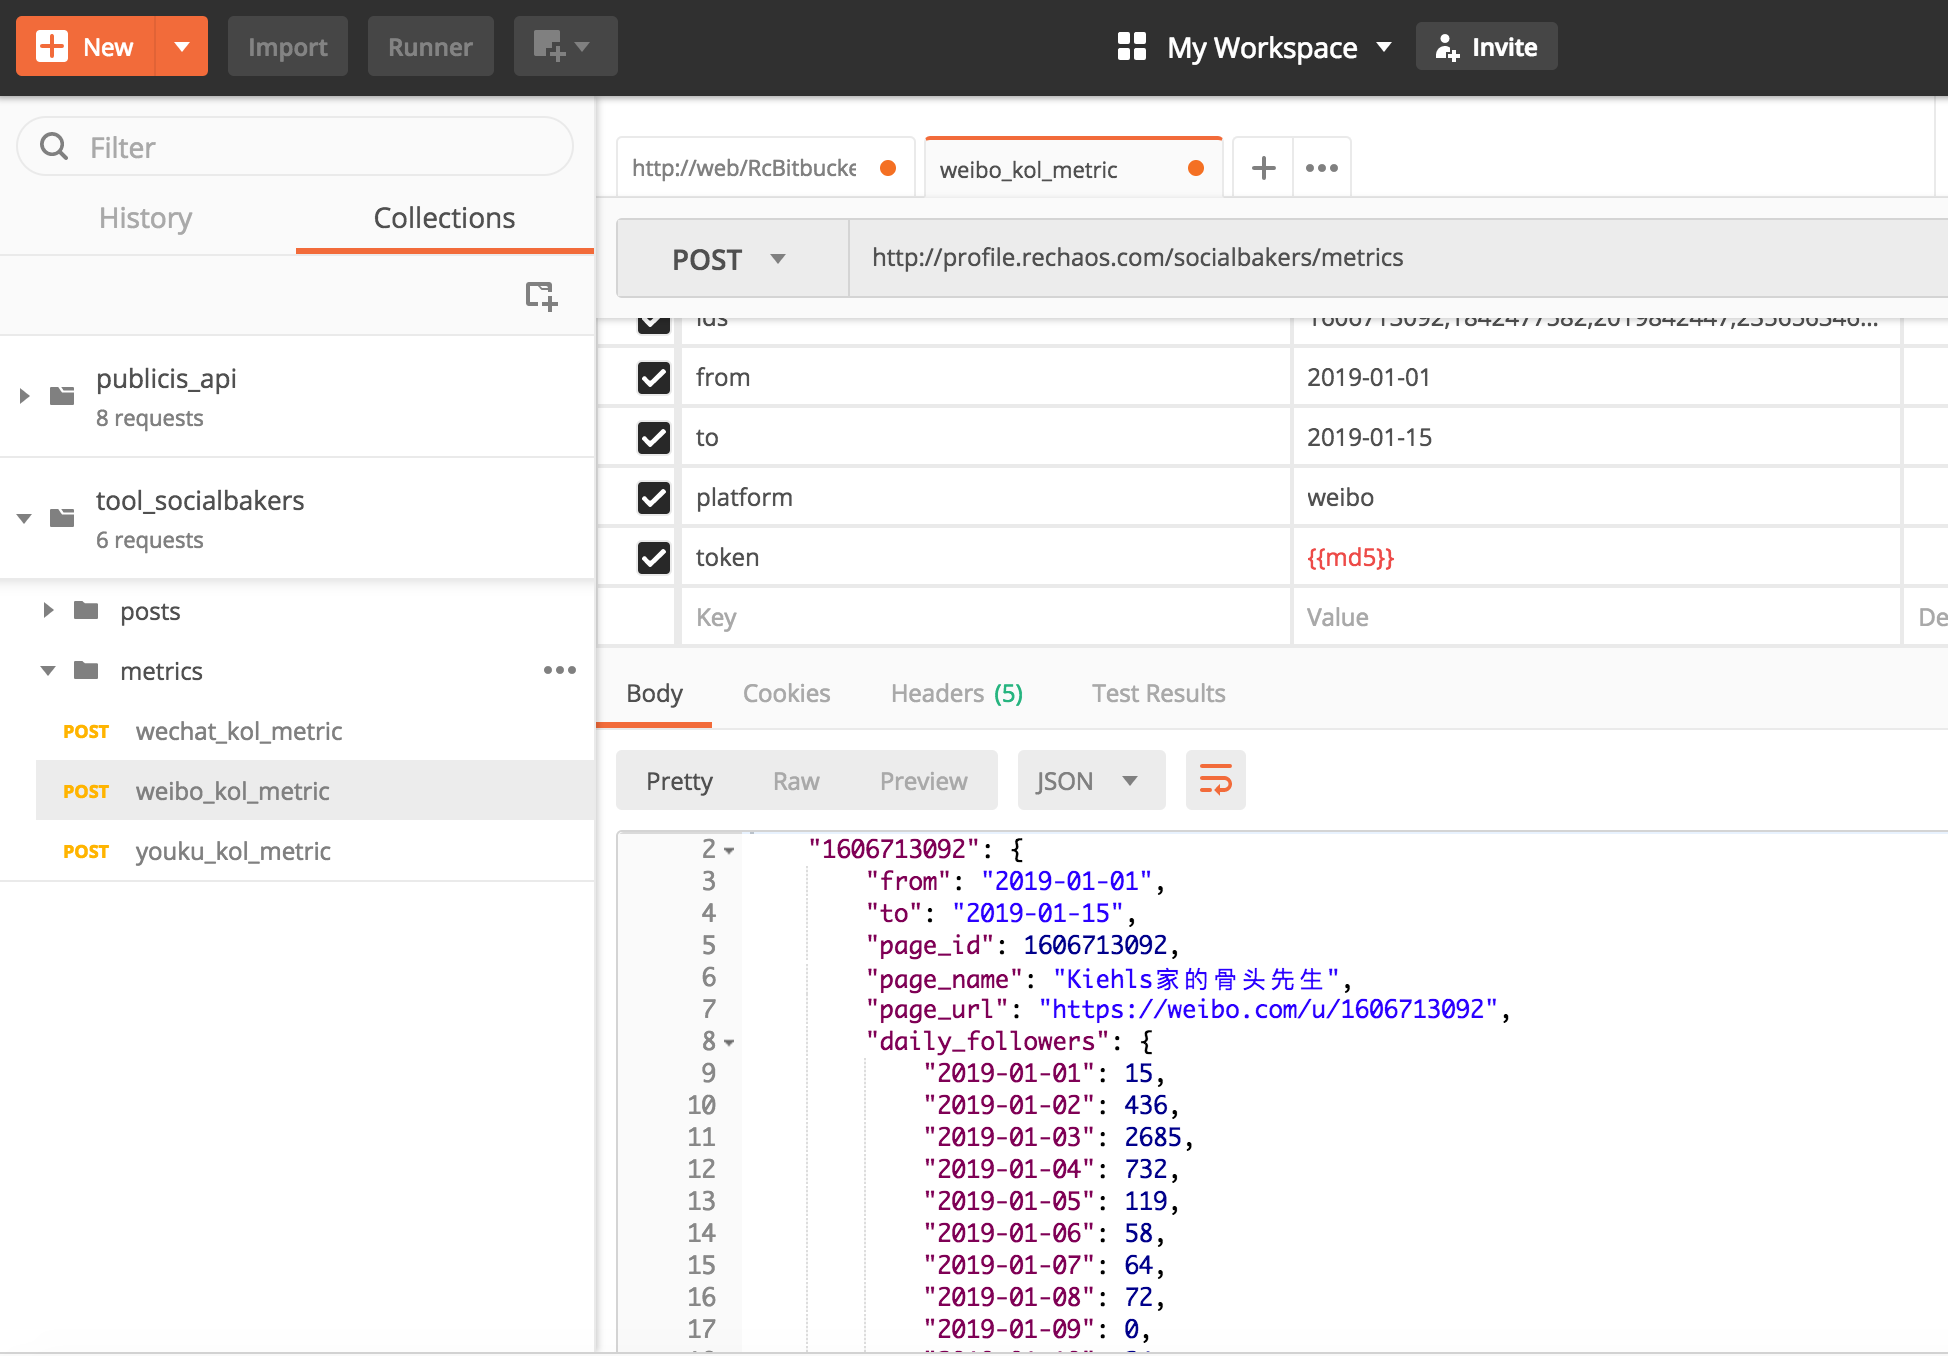 New Import Runner My Workspace Invite
Filter
History Collections
publicis_api
8 requests
tool_socialbakers
6 requests
posts
metrics
POST wechat_kol_metric
POST weibo_kol_metric
POST youku_kol_metric
http://web/RcBitbucke weibo_kol_metric
POST http://profile.rechaos.com/socialbakers/metrics
ids
from 2019-01-01
to 2019-01-15
platform weibo
token {{md5}}
Key Value De
Body Cookies Headers (5) Test Results
Pretty Raw Preview JSON
2 "1606713092": {
3 "from": "2019-01-01",
4 "to": "2019-01-15",
5 "page_id": 1606713092,
6 "page_name": "Kiehls家的骨头先生",
7 "page_url": "https://weibo.com/u/1606713092",
8 "daily_followers": {
9 "2019-01-01": 15,
10 "2019-01-02": 436,
11 "2019-01-03": 2685,
12 "2019-01-04": 732,
13 "2019-01-05": 119,
14 "2019-01-06": 58,
15 "2019-01-07": 64,
16 "2019-01-08": 72,
17 "2019-01-09": 0,